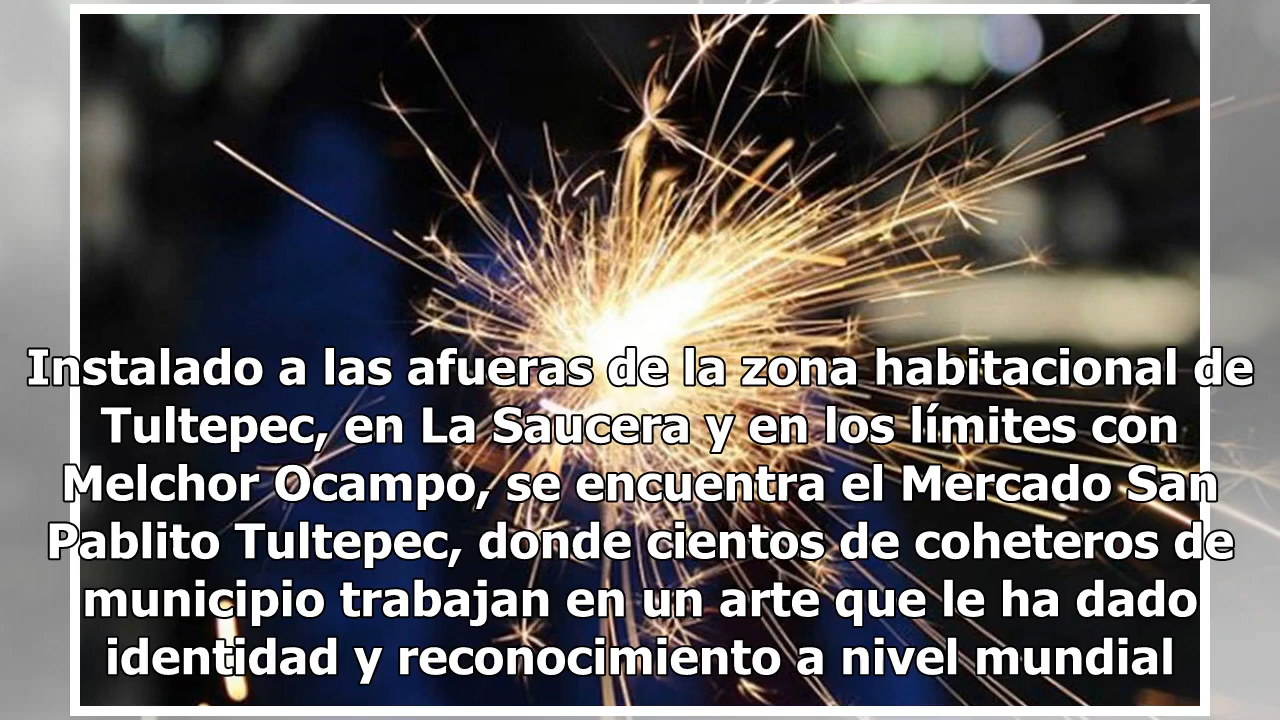 Instalado a las afueras de la zona habitacional de
Tultepec, en La Saucera y en los límites con
Melchor Ocampo, se encuentra el Mercado San
Pablito Tultepec, donde cientos de coheteros de
municipio trabajan en un arte que le ha dado
identidad y reconocimiento a nivel mundial